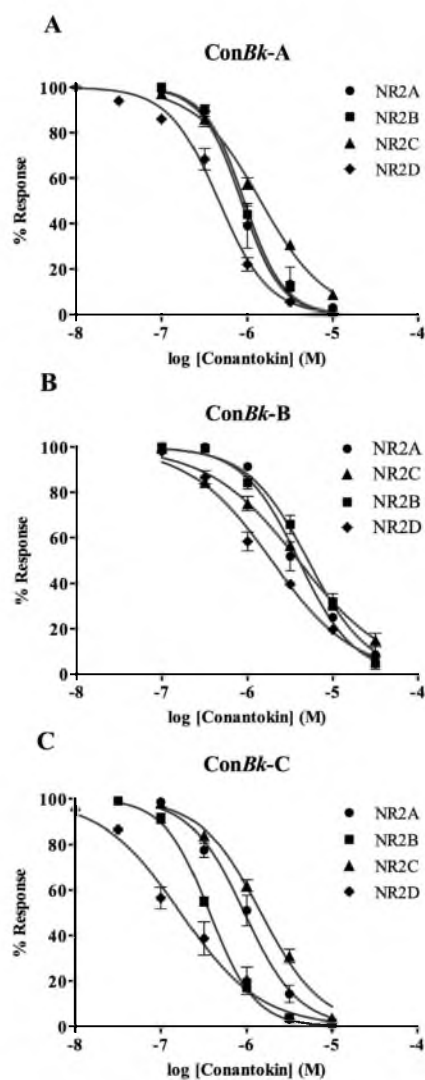 A
ConBk-A
100
80
60
40
20
0
% Response
-8 -7 -6 -5 -4
log [Conantokin] (M)
NR2A
NR2B
NR2C
NR2D
B
ConBk-B
100
80
60
40
20
0
% Response
-8 -7 -6 -5 -4
log [Conantokin] (M)
NR2A
NR2C
NR2B
NR2D
C
ConBk-C
100
80
60
40
20
0
% Response
-8 -7 -6 -5 -4
log [Conantokin] (M)
NR2A
NR2B
NR2C
NR2D